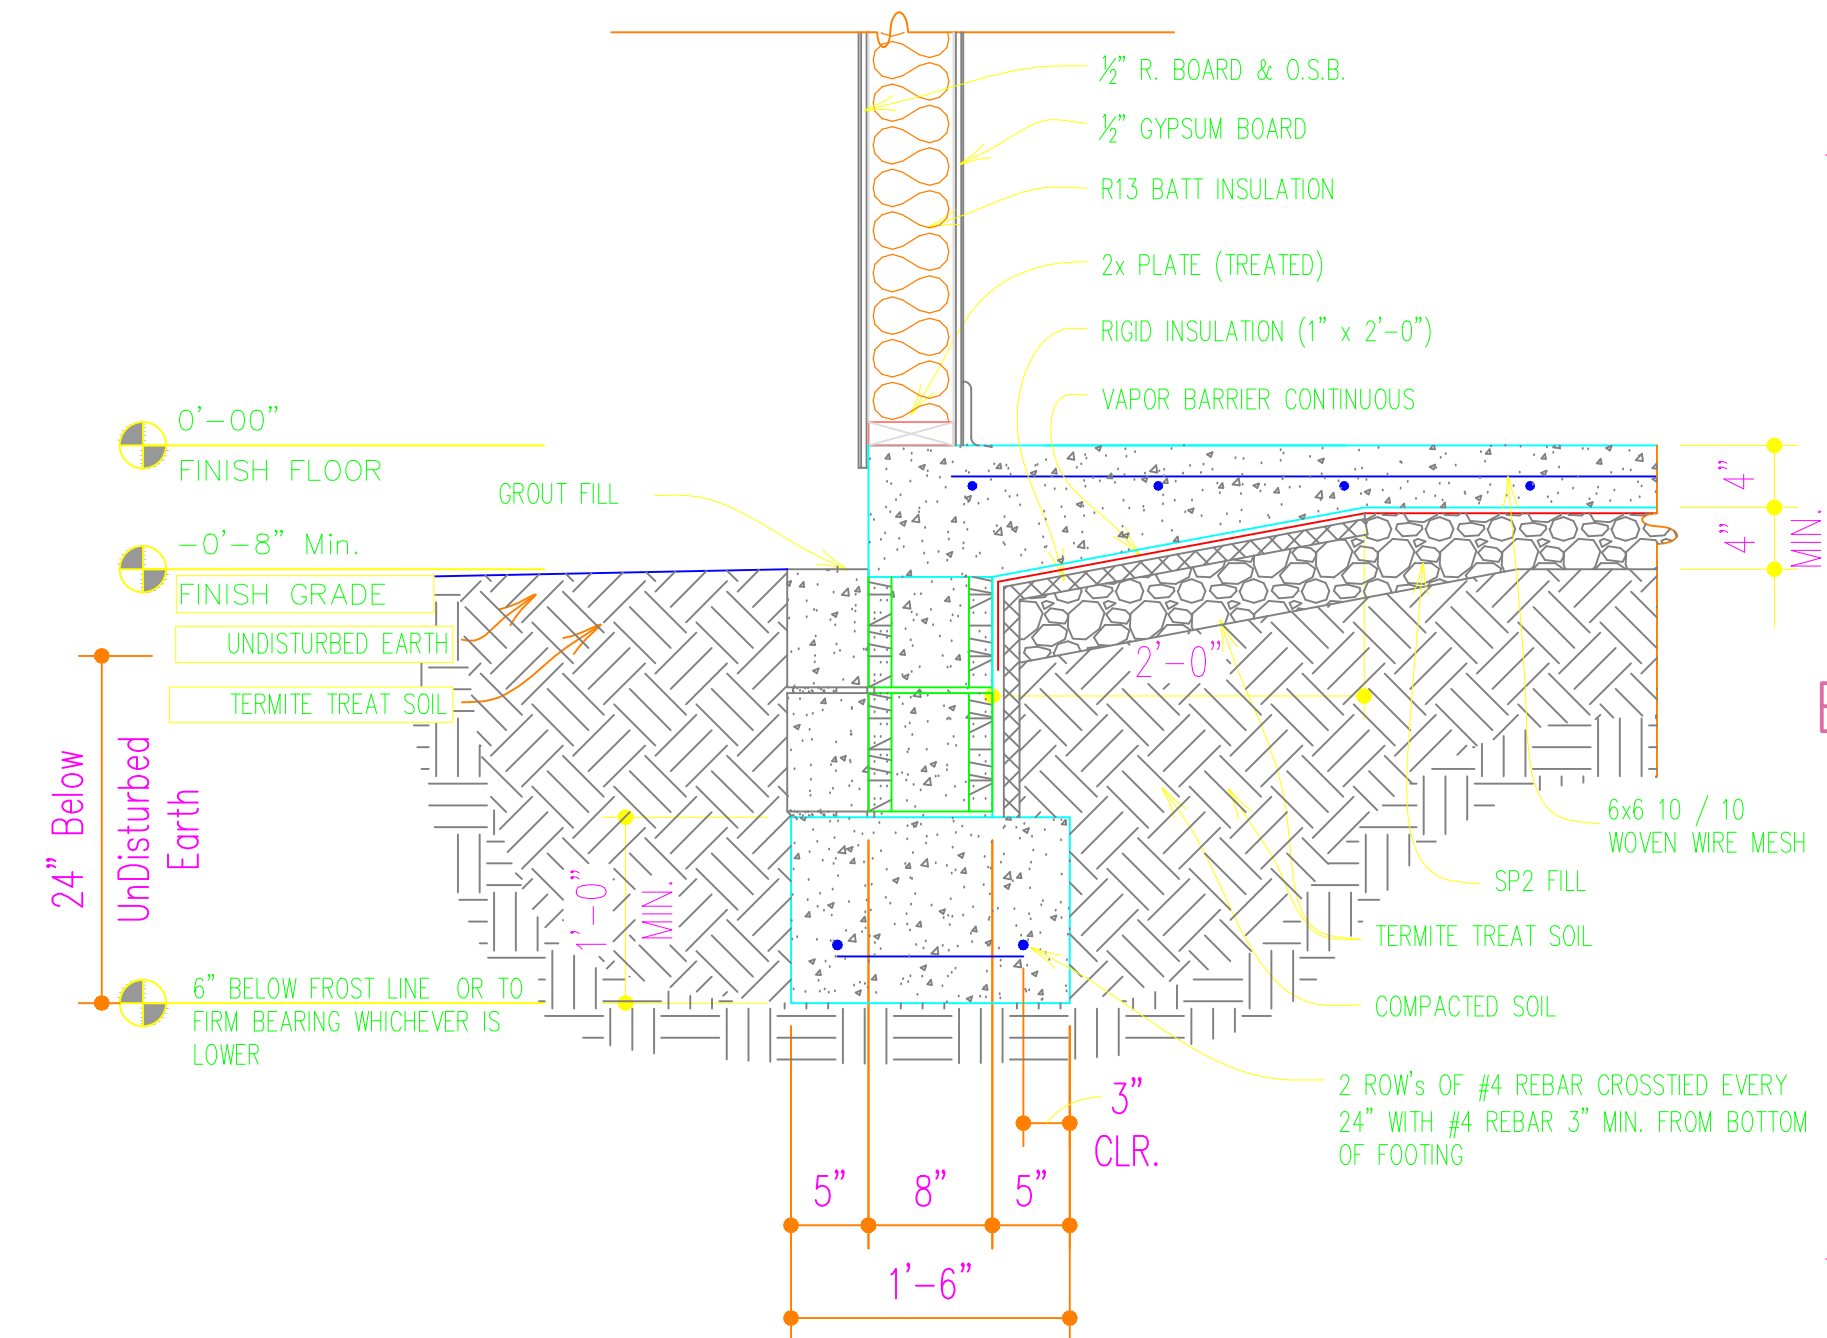 ½" R. BOARD & O.S.B.
½" GYPSUM BOARD
R13 BATT INSULATION
2x PLATE (TREATED)
RIGID INSULATION (1" x 2'-0")
VAPOR BARRIER CONTINUOUS
0'-00"
FINISH FLOOR
GROUT FILL
-0'-8" Min.
FINISH GRADE
UNDISTURBED EARTH
TERMITE TREAT SOIL
24" Below
UnDisturbed
Earth
6" BELOW FROST LINE OR TO
FIRM BEARING WHICHEVER IS
LOWER
1'-0"
MIN.
2'-0"
4"
4"
MIN.
6x6 10 / 10
WOVEN WIRE MESH
SP2 FILL
TERMITE TREAT SOIL
COMPACTED SOIL
2 ROW's OF #4 REBAR CROSSTIED EVERY
24" WITH #4 REBAR 3" MIN. FROM BOTTOM
OF FOOTING
3"
CLR.
5"
8"
5"
1'-6"